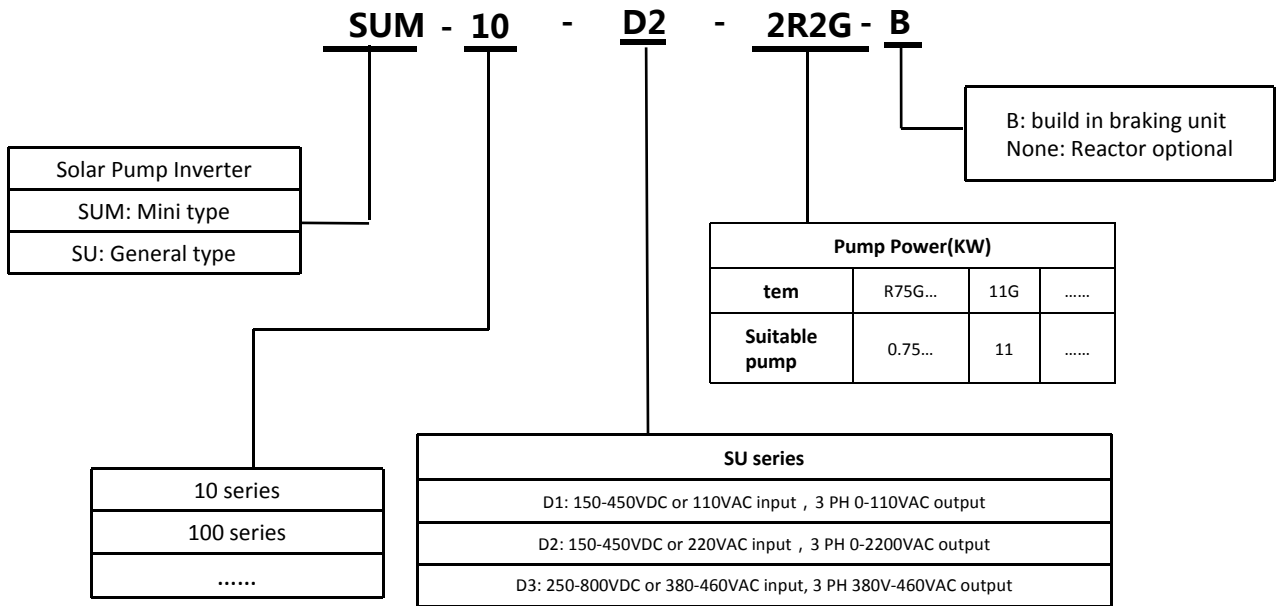 SUM - 10 - D2 - 2R2G - B
B: build in braking unit
None: Reactor optional
Solar Pump Inverter
SUM: Mini type
SU: General type
Pump Power(KW)
tem R75G... 11G ......
Suitable pump 0.75... 11 ......
10 series
100 series
......
SU series
D1: 150-450VDC or 110VAC input , 3 PH 0-110VAC output
D2: 150-450VDC or 220VAC input , 3 PH 0-2200VAC output
D3: 250-800VDC or 380-460VAC input, 3 PH 380V-460VAC output